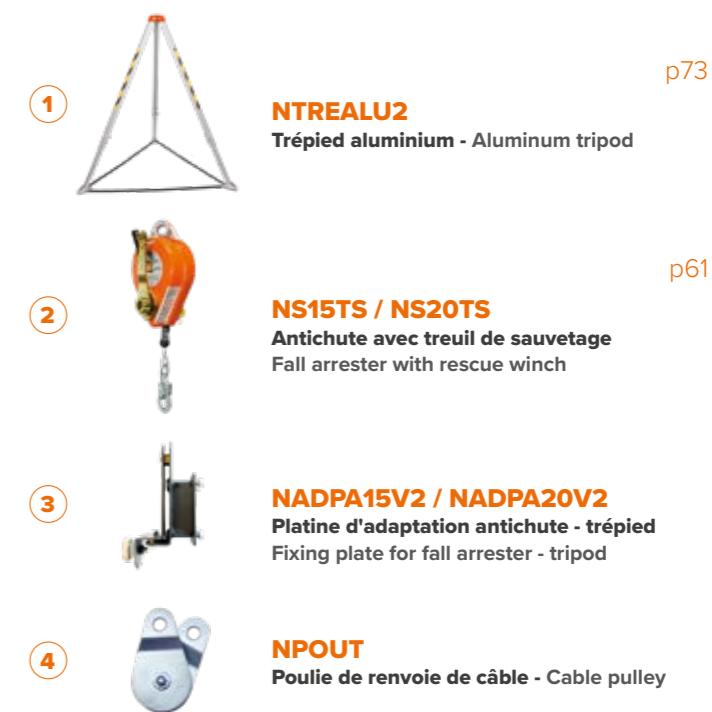 p73
1
NTREALU2
Trépied aluminium - Aluminum tripod
p61
2
NS15TS / NS20TS
Antichute avec treuil de sauvetage
Fall arrester with rescue winch
3
NADPA15V2 / NADPA20V2
Platine d'adaptation antichute - trépied
Fixing plate for fall arrester - tripod
4
NPOUT
Poulie de renvoie de câble - Cable pulley